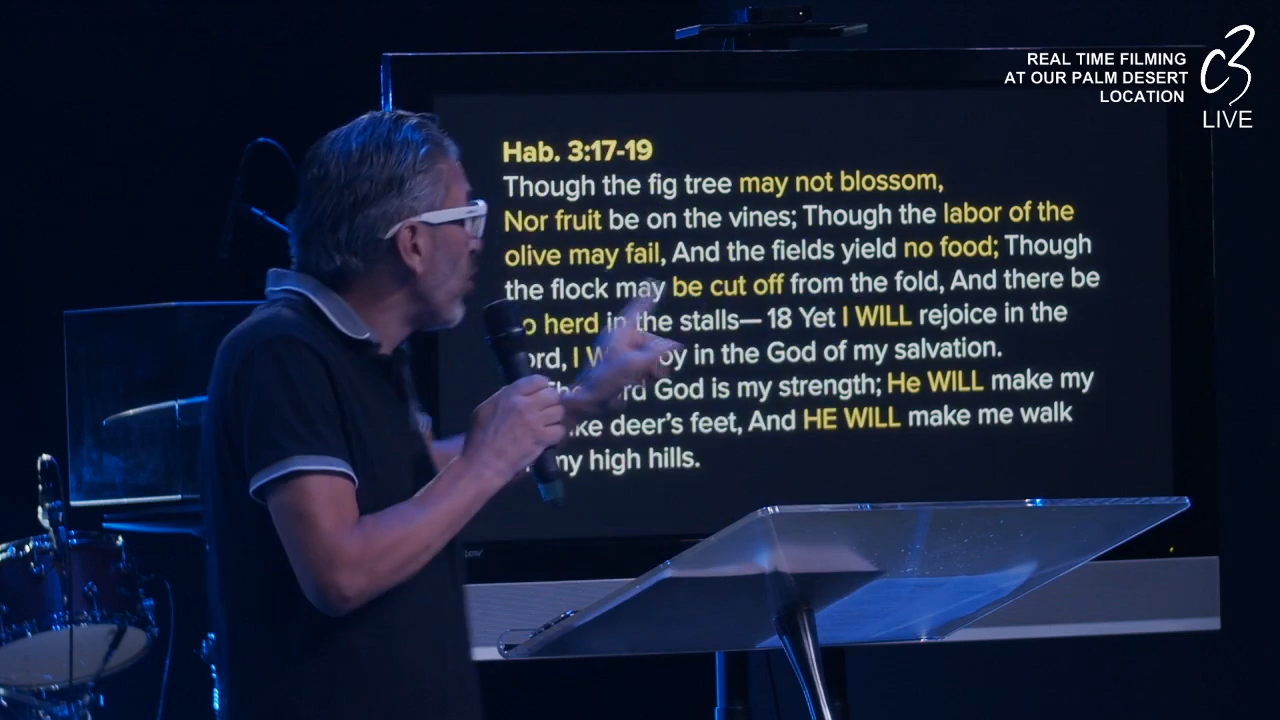 REAL TIME FILMING
AT OUR PALM DESERT
LOCATION
C3
LIVE
Hab. 3:17-19
Though the fig tree may not blossom,
Nor fruit be on the vines; Though the labor of the
olive may fail, And the fields yield no food; Though
the flock may be cut off from the fold, And there be
herd in the stalls— 18 Yet I WILL rejoice in the
I in the God of my salvation.
God is my strength; He WILL make my
deer's feet, And HE WILL make me walk
my high hills.